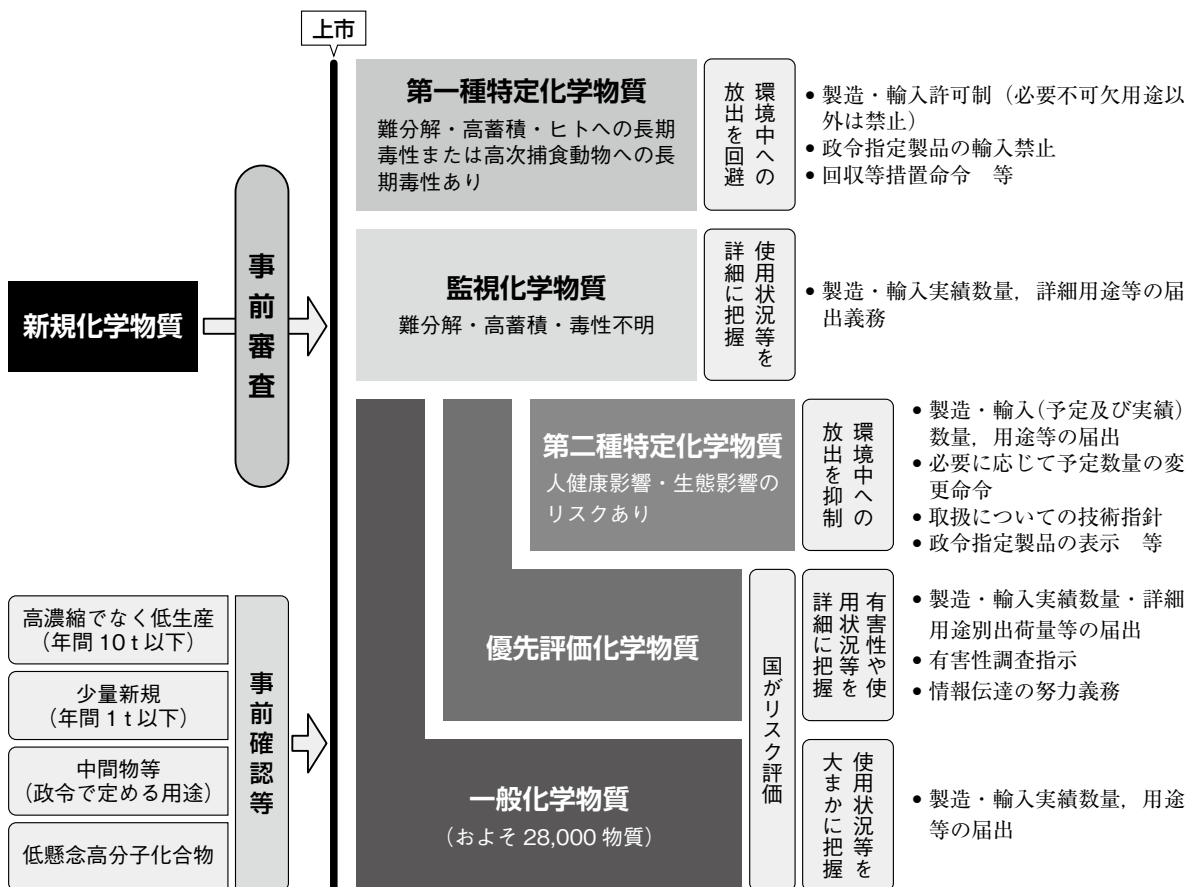 上市
新規化学物質
事前審査
第一種特定化学物質
難分解・高蓄積・ヒトへの長期
毒性または高次捕食動物への長
期毒性あり
環境中への
放出を回避
• 製造・輸入許可制（必要不可欠用途以
外は禁止）
• 政令指定製品の輸入禁止
• 回収等措置命令　等
監視化学物質
難分解・高蓄積・毒性不明
使用状況等を
詳細に把握
• 製造・輸入実績数量，詳細用途等の届
出義務
第二種特定化学物質
人健康影響・生態影響の
リスクあり
環境中への
放出を抑制
• 製造・輸入（予定及び実績）
数量，用途等の届出
• 必要に応じて予定数量の変
更命令
• 取扱についての技術指針
• 政令指定製品の表示　等
高濃縮でなく低生産
（年間 10 t 以下）
少量新規
（年間 1 t 以下）
中間物等
（政令で定める用途）
低懸念高分子化合物
事前確認等
優先評価化学物質
国がリスク評価
有害性や使
用状況等を
詳細に把握
• 製造・輸入実績数量・詳細
用途別出荷量等の届出
• 有害性調査指示
• 情報伝達の努力義務
一般化学物質
（およそ 28,000 物質）
使用状況等を
大まかに把握
• 製造・輸入実績数量，用途
等の届出